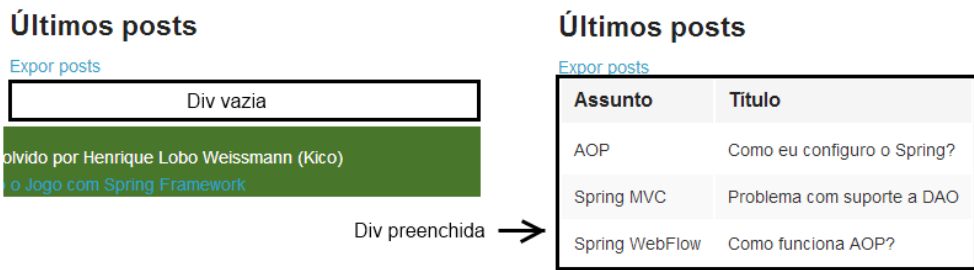 Últimos posts
Expor posts
Div vazia
olvido por Henrique Lobo Weissmann (Kico)
o Jogo com Spring Framework
Div preenchida
Últimos posts
Expor posts
Assunto Título
AOP Como eu configuro o Spring?
Spring MVC Problema com suporte a DAO
Spring WebFlow Como funciona AOP?